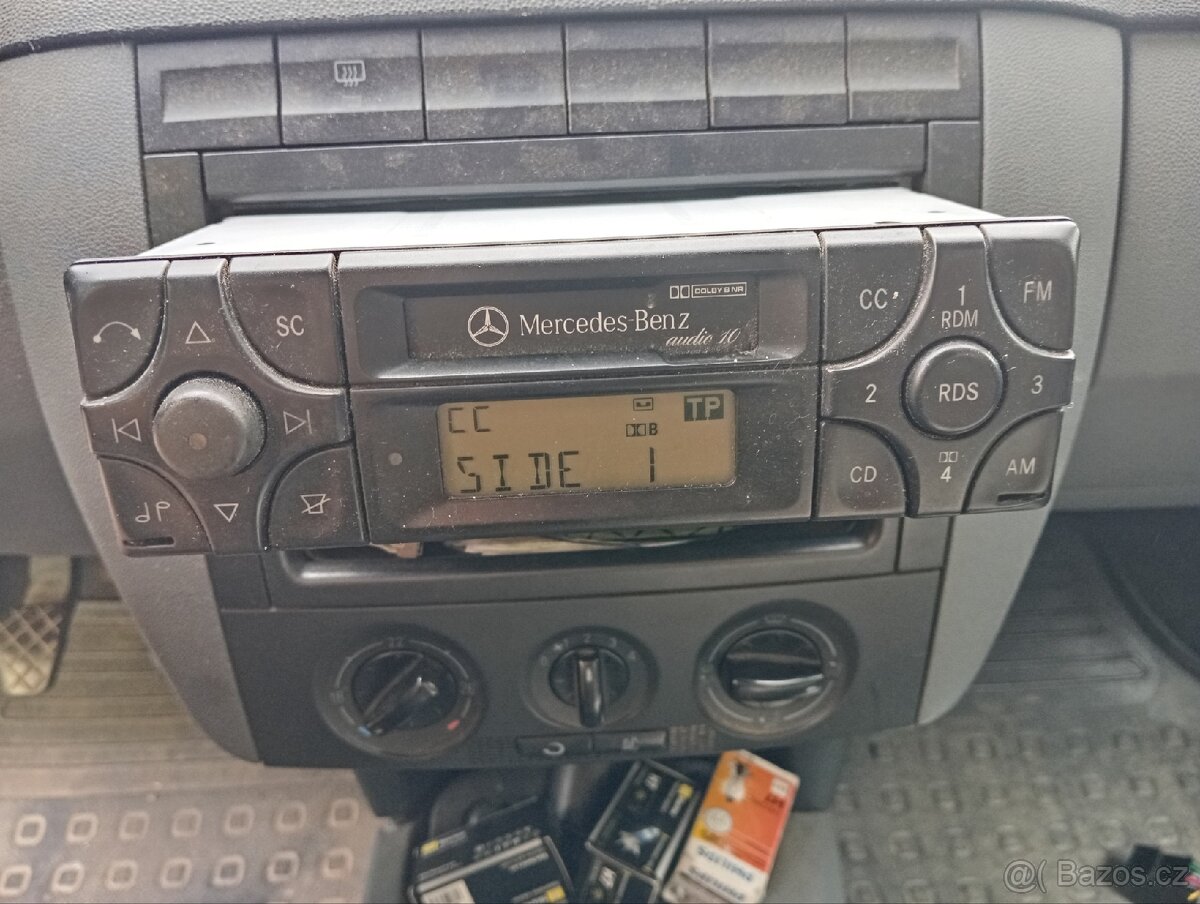 SC
DOLBY B NR
Mercedes-Benz
audio 10
CC
1
RDM
FM
2
RDS
3
CD
4
AM
CC
B
TP
SIDE 1
@( Bazos.cz